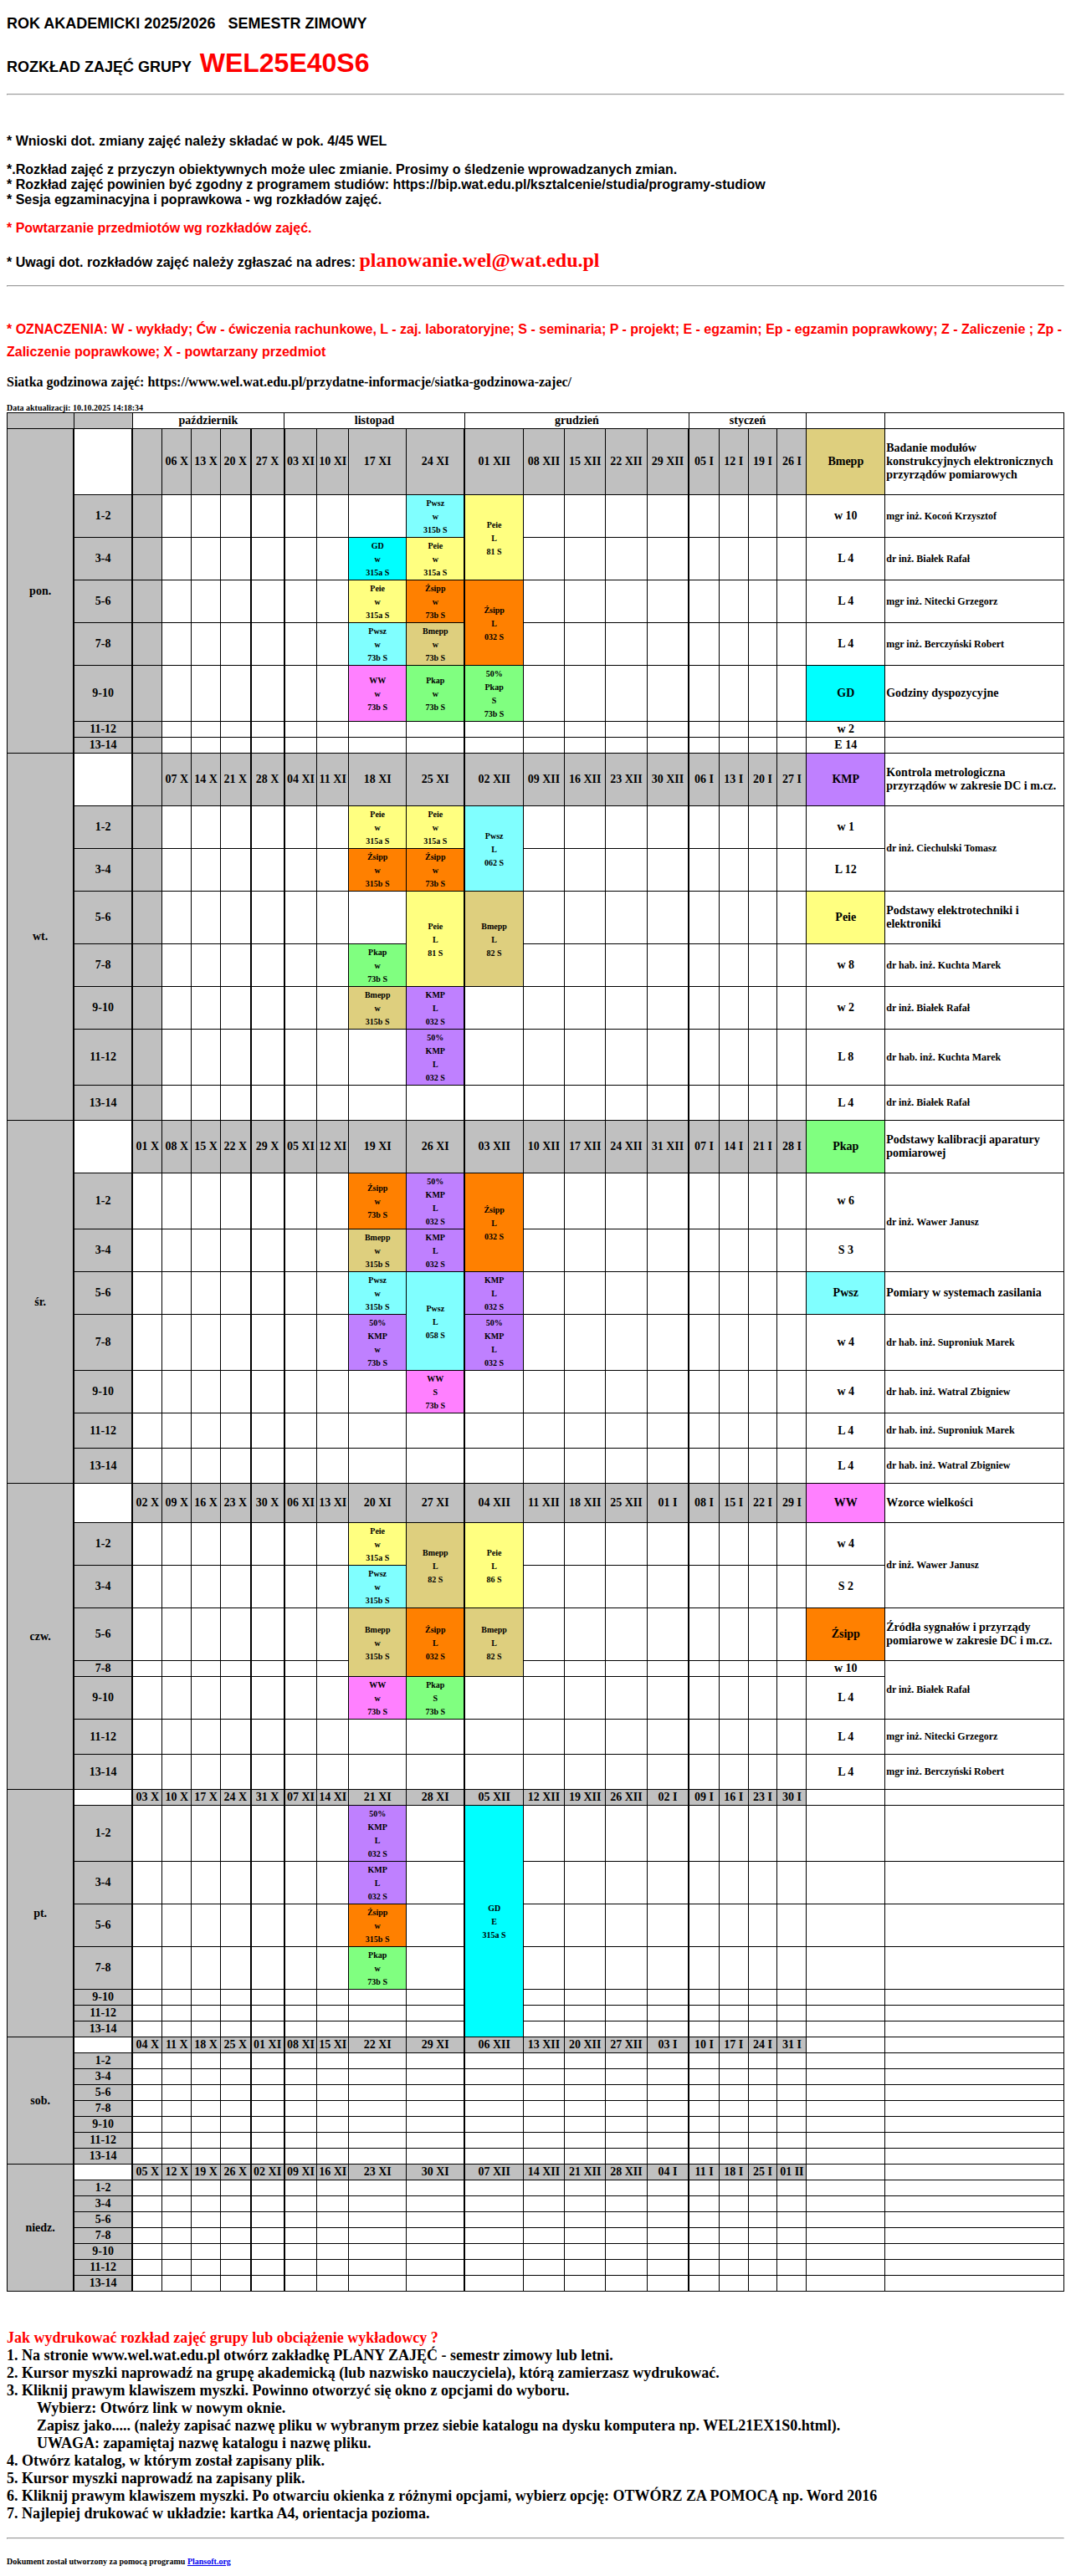 ROK AKADEMICKI 2025/2026   SEMESTR ZIMOWY
ROZKŁAD ZAJĘĆ GRUPY WEL25E40S6
* Wnioski dot. zmiany zajęć należy składać w pok. 4/45 WEL
*.Rozkład zajęć z przyczyn obiektywnych może ulec zmianie. Prosimy o śledzenie wprowadzanych zmian.
* Rozkład zajęć powinien być zgodny z programem studiów: https://bip.wat.edu.pl/ksztalcenie/studia/programy-studiow
* Sesja egzaminacyjna i poprawkowa - wg rozkładów zajęć.
* Powtarzanie przedmiotów wg rozkładów zajęć.
* Uwagi dot. rozkładów zajęć należy zgłaszać na adres: planowanie.wel@wat.edu.pl
* OZNACZENIA: W - wykłady; Ćw - ćwiczenia rachunkowe, L - zaj. laboratoryjne; S - seminaria; P - projekt; E - egzamin; Ep - egzamin poprawkowy; Z - Zaliczenie ; Zp -
Zaliczenie poprawkowe; X - powtarzany przedmiot
Siatka godzinowa zajęć: https://www.wel.wat.edu.pl/przydatne-informacje/siatka-godzinowa-zajec/
Data aktualizacji: 10.10.2025 14:18:34
październik listopad grudzień styczeń
pon.
06 X 13 X 20 X 27 X 03 XI 10 XI 17 XI 24 XI 01 XII 08 XII 15 XII 22 XII 29 XII 05 I 12 I 19 I 26 I Bmepp Badanie modułów konstrukcyjnych elektronicznych przyrządów pomiarowych
1-2 Pwsz w 315b S Peie L 81 S w 10 mgr inż. Kocoń Krzysztof
3-4 GD w 315a S Peie w 315a S L 4 dr inż. Białek Rafał
5-6 Peie w 315a S Żsipp w 73b S Żsipp L 032 S L 4 mgr inż. Nitecki Grzegorz
7-8 Pwsz w 73b S Bmepp w 73b S L 4 mgr inż. Berczyński Robert
9-10 WW w 73b S Pkap w 73b S 50% Pkap S 73b S GD Godziny dyspozycyjne
11-12 w 2
13-14 E 14
wt.
07 X 14 X 21 X 28 X 04 XI 11 XI 18 XI 25 XI 02 XII 09 XII 16 XII 23 XII 30 XII 06 I 13 I 20 I 27 I KMP Kontrola metrologiczna przyrządów w zakresie DC i m.cz.
1-2 Peie w 315a S Peie w 315a S Pwsz L 062 S w 1 dr inż. Ciechulski Tomasz
3-4 Żsipp w 315b S Żsipp w 73b S L 12
5-6 Peie L 81 S Bmepp L 82 S Peie Podstawy elektrotechniki i elektroniki
7-8 Pkap w 73b S w 8 dr hab. inż. Kuchta Marek
9-10 Bmepp w 315b S KMP L 032 S w 2 dr inż. Białek Rafał
11-12 50% KMP L 032 S L 8 dr hab. inż. Kuchta Marek
13-14 L 4 dr inż. Białek Rafał
śr.
01 X 08 X 15 X 22 X 29 X 05 XI 12 XI 19 XI 26 XI 03 XII 10 XII 17 XII 24 XII 31 XII 07 I 14 I 21 I 28 I Pkap Podstawy kalibracji aparatury pomiarowej
1-2 Żsipp w 73b S 50% KMP L 032 S Żsipp L 032 S w 6 dr inż. Wawer Janusz
3-4 Bmepp w 315b S KMP L 032 S S 3
5-6 Pwsz w 315b S Pwsz L 058 S KMP L 032 S Pwsz Pomiary w systemach zasilania
7-8 50% KMP w 73b S 50% KMP L 032 S w 4 dr hab. inż. Suproniuk Marek
9-10 WW S 73b S w 4 dr hab. inż. Watral Zbigniew
11-12 L 4 dr hab. inż. Suproniuk Marek
13-14 L 4 dr hab. inż. Watral Zbigniew
czw.
02 X 09 X 16 X 23 X 30 X 06 XI 13 XI 20 XI 27 XI 04 XII 11 XII 18 XII 25 XII 01 I 08 I 15 I 22 I 29 I WW Wzorce wielkości
1-2 Peie w 315a S Bmepp L 82 S Peie L 86 S w 4 dr inż. Wawer Janusz
3-4 Pwsz w 315b S S 2
5-6 Bmepp w 315b S Żsipp L 032 S Bmepp L 82 S Żsipp Źródła sygnałów i przyrządy pomiarowe w zakresie DC i m.cz.
7-8 w 10 dr inż. Białek Rafał
9-10 WW w 73b S Pkap S 73b S L 4
11-12 L 4 mgr inż. Nitecki Grzegorz
13-14 L 4 mgr inż. Berczyński Robert
pt.
03 X 10 X 17 X 24 X 31 X 07 XI 14 XI 21 XI 28 XI 05 XII 12 XII 19 XII 26 XII 02 I 09 I 16 I 23 I 30 I
1-2 50% KMP L 032 S GD E 315a S
3-4 KMP L 032 S
5-6 Żsipp w 315b S
7-8 Pkap w 73b S
9-10
11-12
13-14
sob.
04 X 11 X 18 X 25 X 01 XI 08 XI 15 XI 22 XI 29 XI 06 XII 13 XII 20 XII 27 XII 03 I 10 I 17 I 24 I 31 I
1-2
3-4
5-6
7-8
9-10
11-12
13-14
niedz.
05 X 12 X 19 X 26 X 02 XI 09 XI 16 XI 23 XI 30 XI 07 XII 14 XII 21 XII 28 XII 04 I 11 I 18 I 25 I 01 II
1-2
3-4
5-6
7-8
9-10
11-12
13-14
Jak wydrukować rozkład zajęć grupy lub obciążenie wykładowcy ?
1. Na stronie www.wel.wat.edu.pl otwórz zakładkę PLANY ZAJĘĆ - semestr zimowy lub letni.
2. Kursor myszki naprowadź na grupę akademicką (lub nazwisko nauczyciela), którą zamierzasz wydrukować.
3. Kliknij prawym klawiszem myszki. Powinno otworzyć się okno z opcjami do wyboru.
Wybierz: Otwórz link w nowym oknie.
Zapisz jako..... (należy zapisać nazwę pliku w wybranym przez siebie katalogu na dysku komputera np. WEL21EX1S0.html).
UWAGA: zapamiętaj nazwę katalogu i nazwę pliku.
4. Otwórz katalog, w którym został zapisany plik.
5. Kursor myszki naprowadź na zapisany plik.
6. Kliknij prawym klawiszem myszki. Po otwarciu okienka z różnymi opcjami, wybierz opcję: OTWÓRZ ZA POMOCĄ np. Word 2016
7. Najlepiej drukować w układzie: kartka A4, orientacja pozioma.
Dokument został utworzony za pomocą programu Plansoft.org